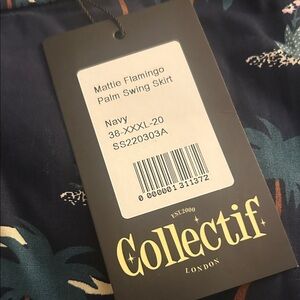 Mattie Flamingo
Palm Swing Skirt
Navy
38-XXXL-20
SS220303A
0 000001 311372
EST.2000
Collectif
LONDON